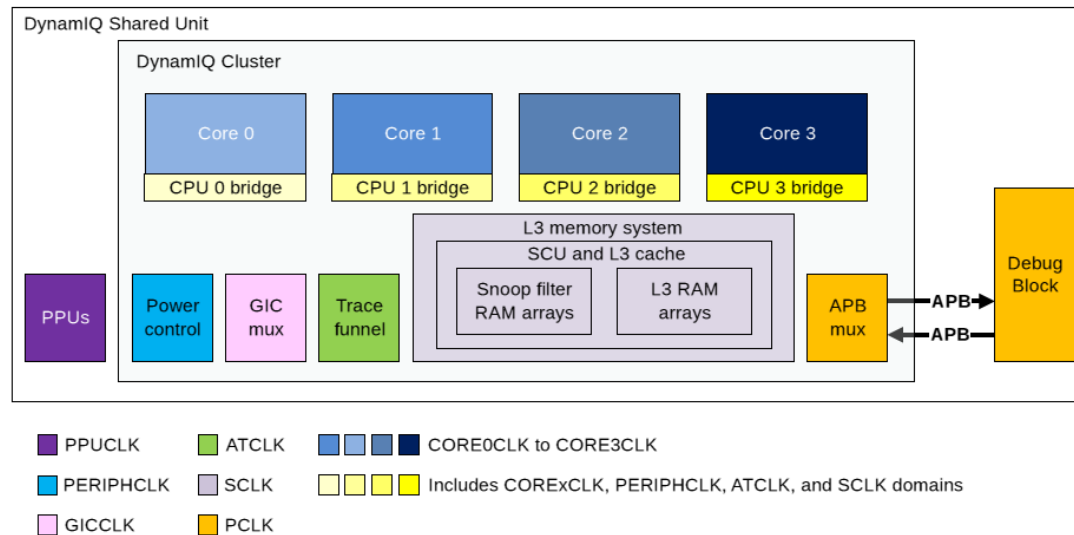 DynamIQ Shared Unit
DynamIQ Cluster
Core 0
Core 1
Core 2
Core 3
CPU 0 bridge
CPU 1 bridge
CPU 2 bridge
CPU 3 bridge
L3 memory system
SCU and L3 cache
Snoop filter
RAM arrays
L3 RAM
arrays
PPUs
Power
control
GIC
mux
Trace
funnel
APB
mux
APB
APB
Debug
Block
PPUCLK
ATCLK
CORE0CLK to CORE3CLK
PERIPHCLK
SCLK
Includes CORExCLK, PERIPHCLK, ATCLK, and SCLK domains
GICCLK
PCLK